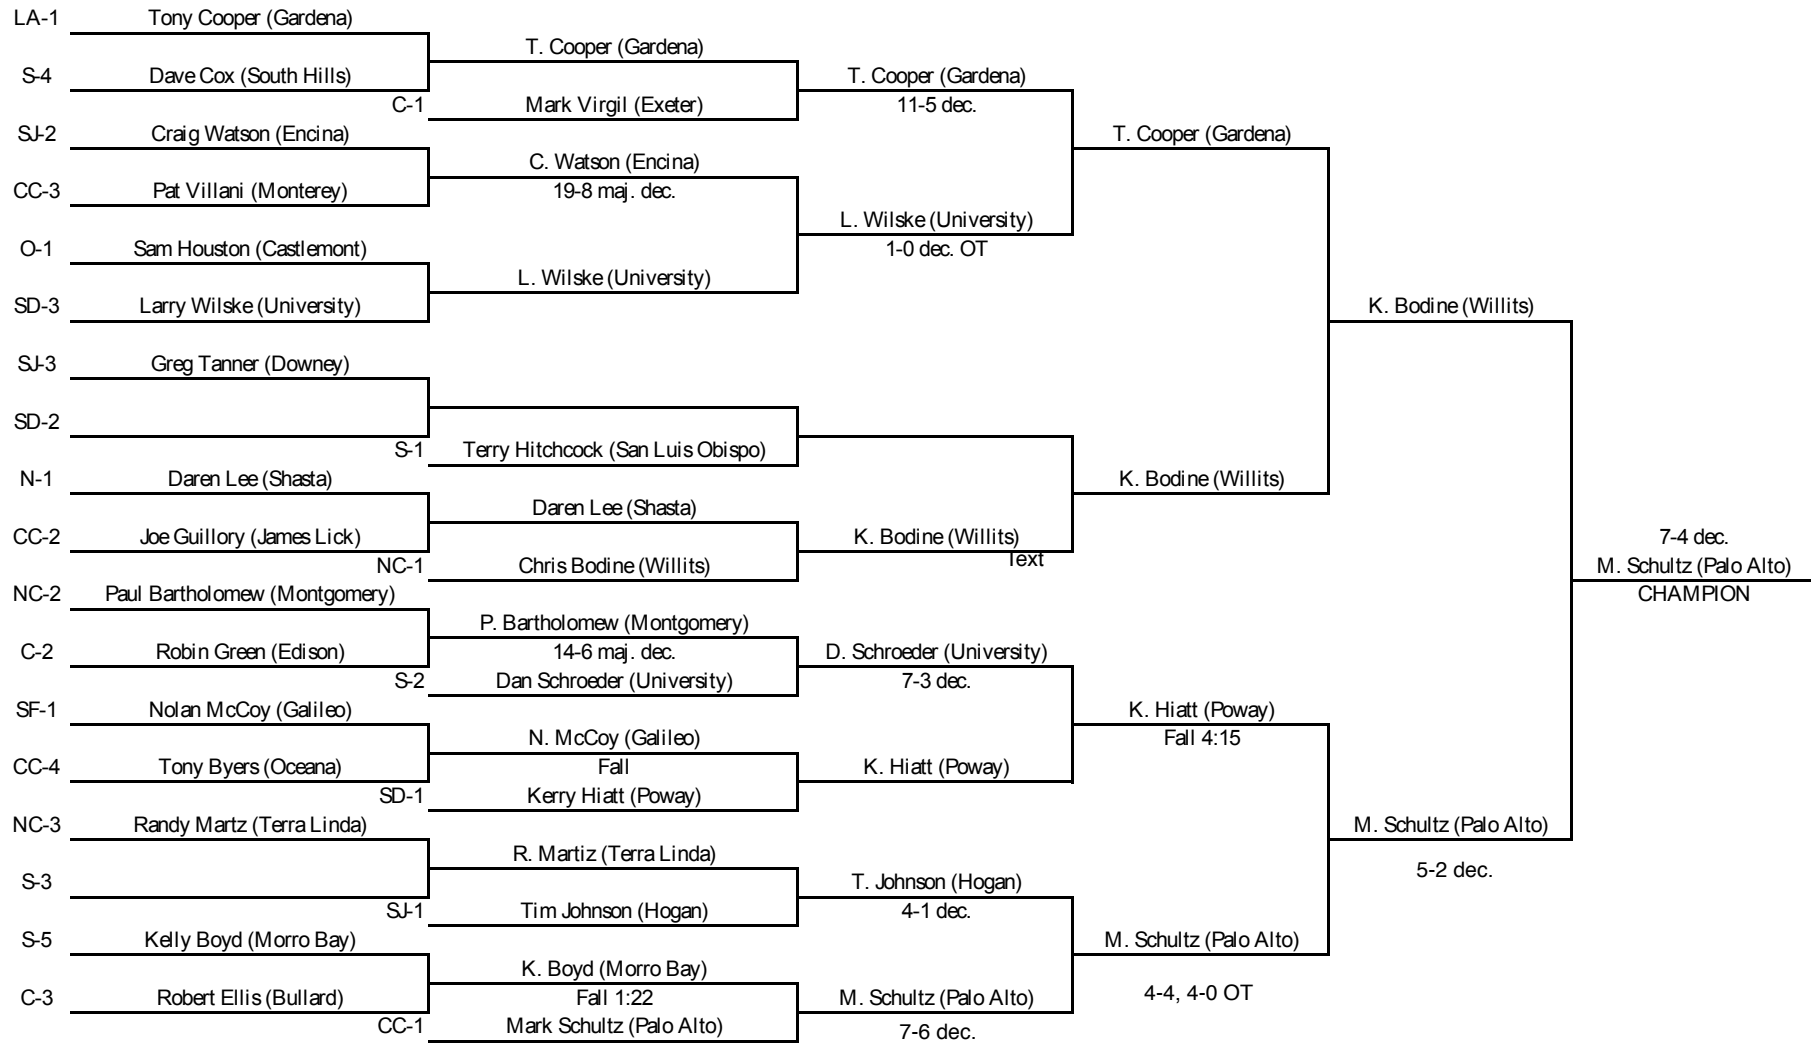 LA-1 Tony Cooper (Gardena)
T. Cooper (Gardena)
S-4 Dave Cox (South Hills)
T. Cooper (Gardena)
C-1 Mark Virgil (Exeter)
11-5 dec.
SJ-2 Craig Watson (Encina)
T. Cooper (Gardena)
C. Watson (Encina)
CC-3 Pat Villani (Monterey)
19-8 maj. dec.
L. Wilske (University)
O-1 Sam Houston (Castlemont)
1-0 dec. OT
L. Wilske (University)
SD-3 Larry Wilske (University)
K. Bodine (Willits)
SJ-3 Greg Tanner (Downey)
SD-2
S-1 Terry Hitchcock (San Luis Obispo)
N-1 Daren Lee (Shasta)
K. Bodine (Willits)
Daren Lee (Shasta)
CC-2 Joe Guillory (James Lick)
K. Bodine (Willits)
7-4 dec.
Text
NC-1 Chris Bodine (Willits)
M. Schultz (Palo Alto)
NC-2 Paul Bartholomew (Montgomery)
CHAMPION
P. Bartholomew (Montgomery)
C-2 Robin Green (Edison)
14-6 maj. dec.
D. Schroeder (University)
S-2 Dan Schroeder (University)
7-3 dec.
SF-1 Nolan McCoy (Galileo)
K. Hiatt (Poway)
N. McCoy (Galileo)
Fall 4:15
CC-4 Tony Byers (Oceana)
Fall
K. Hiatt (Poway)
SD-1 Kerry Hiatt (Poway)
NC-3 Randy Martz (Terra Linda)
M. Schultz (Palo Alto)
R. Martiz (Terra Linda)
5-2 dec.
S-3
T. Johnson (Hogan)
SJ-1 Tim Johnson (Hogan)
4-1 dec.
S-5 Kelly Boyd (Morro Bay)
M. Schultz (Palo Alto)
K. Boyd (Morro Bay)
4-4, 4-0 OT
C-3 Robert Ellis (Bullard)
Fall 1:22
M. Schultz (Palo Alto)
CC-1 Mark Schultz (Palo Alto)
7-6 dec.